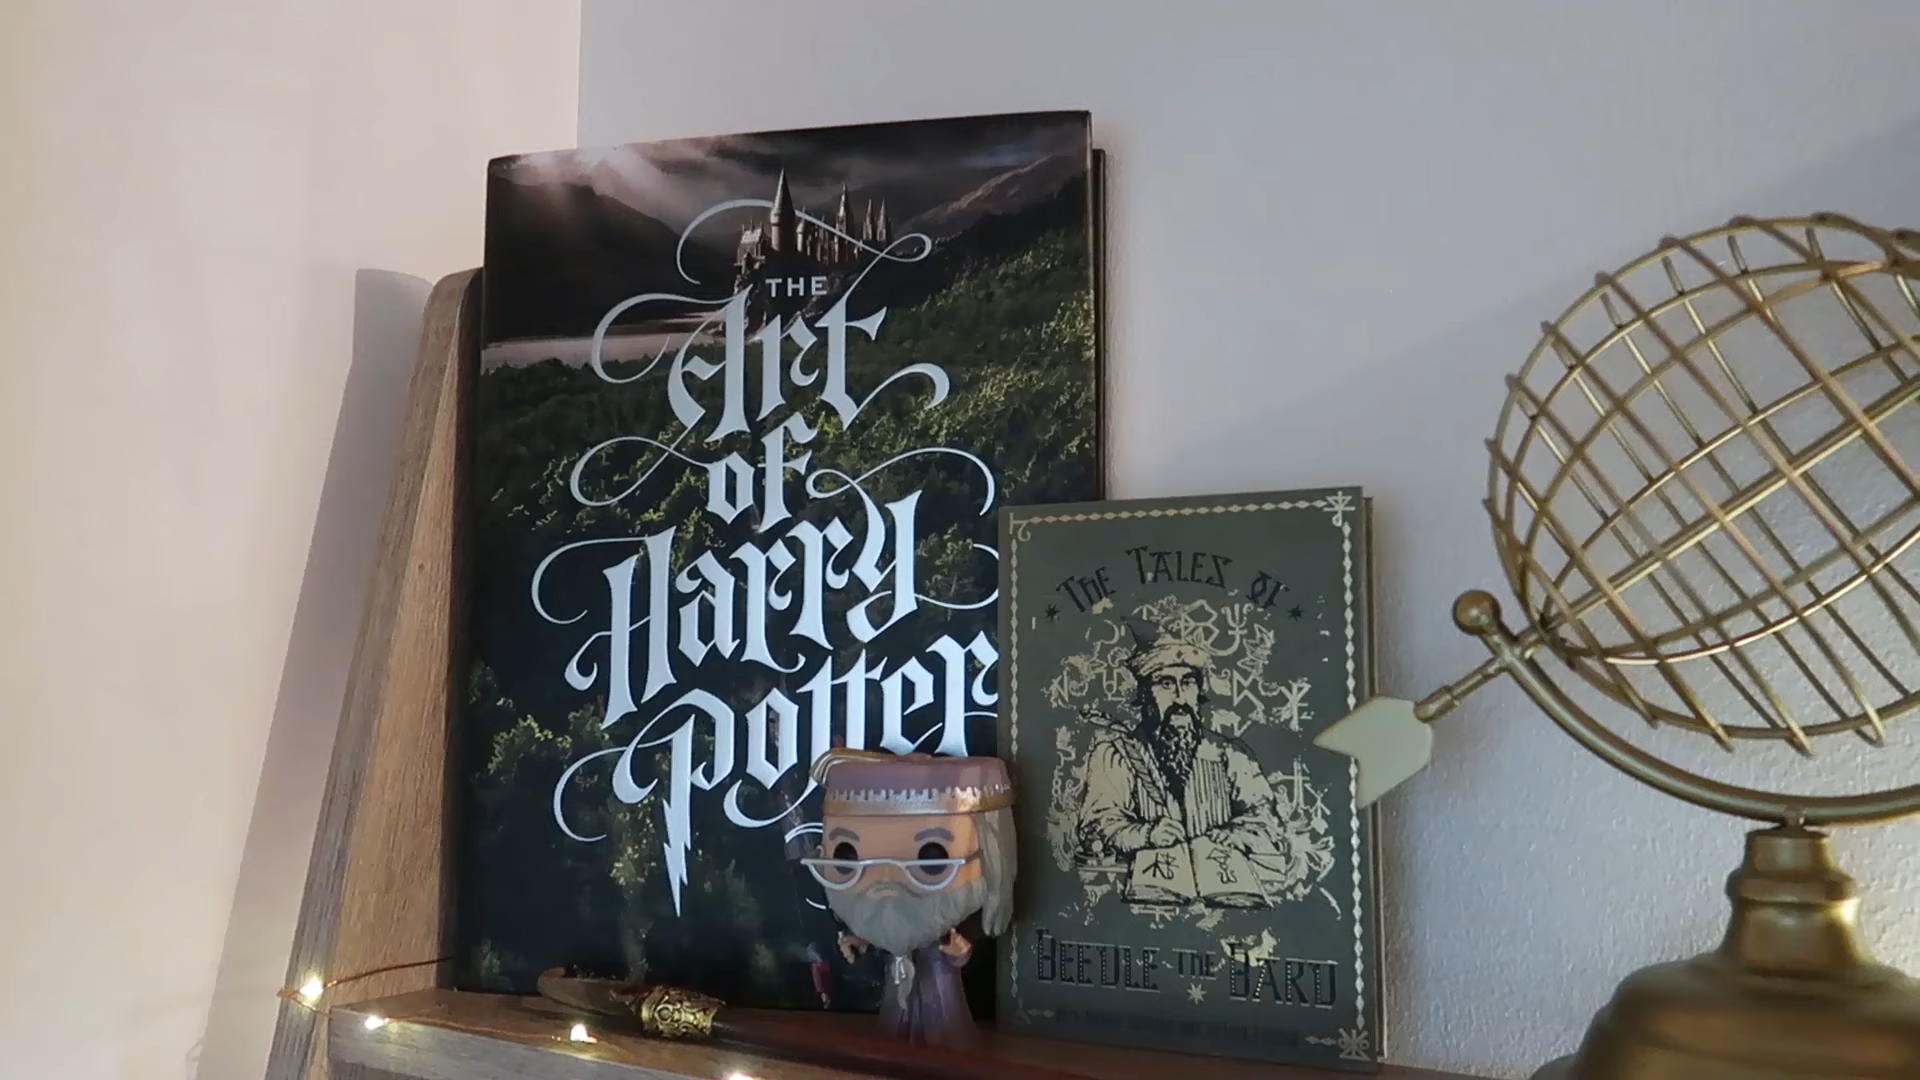 THE
Art
of
Harry
Potter
THE TALES OF
BEEDLE THE BARD